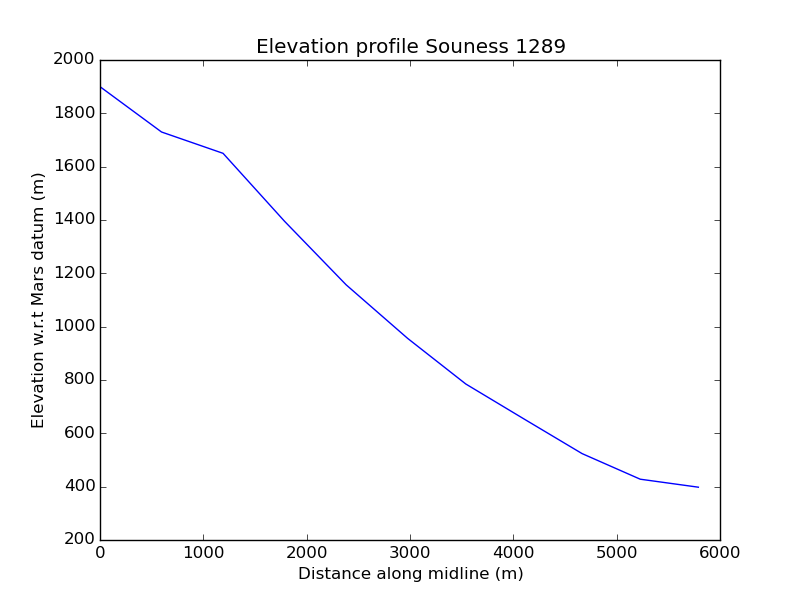 Elevation profile Souness 1289
2000
1800
1600
1400
1200
1000
800
600
400
200
Elevation w.r.t Mars datum (m)
0 1000 2000 3000 4000 5000 6000
Distance along midline (m)